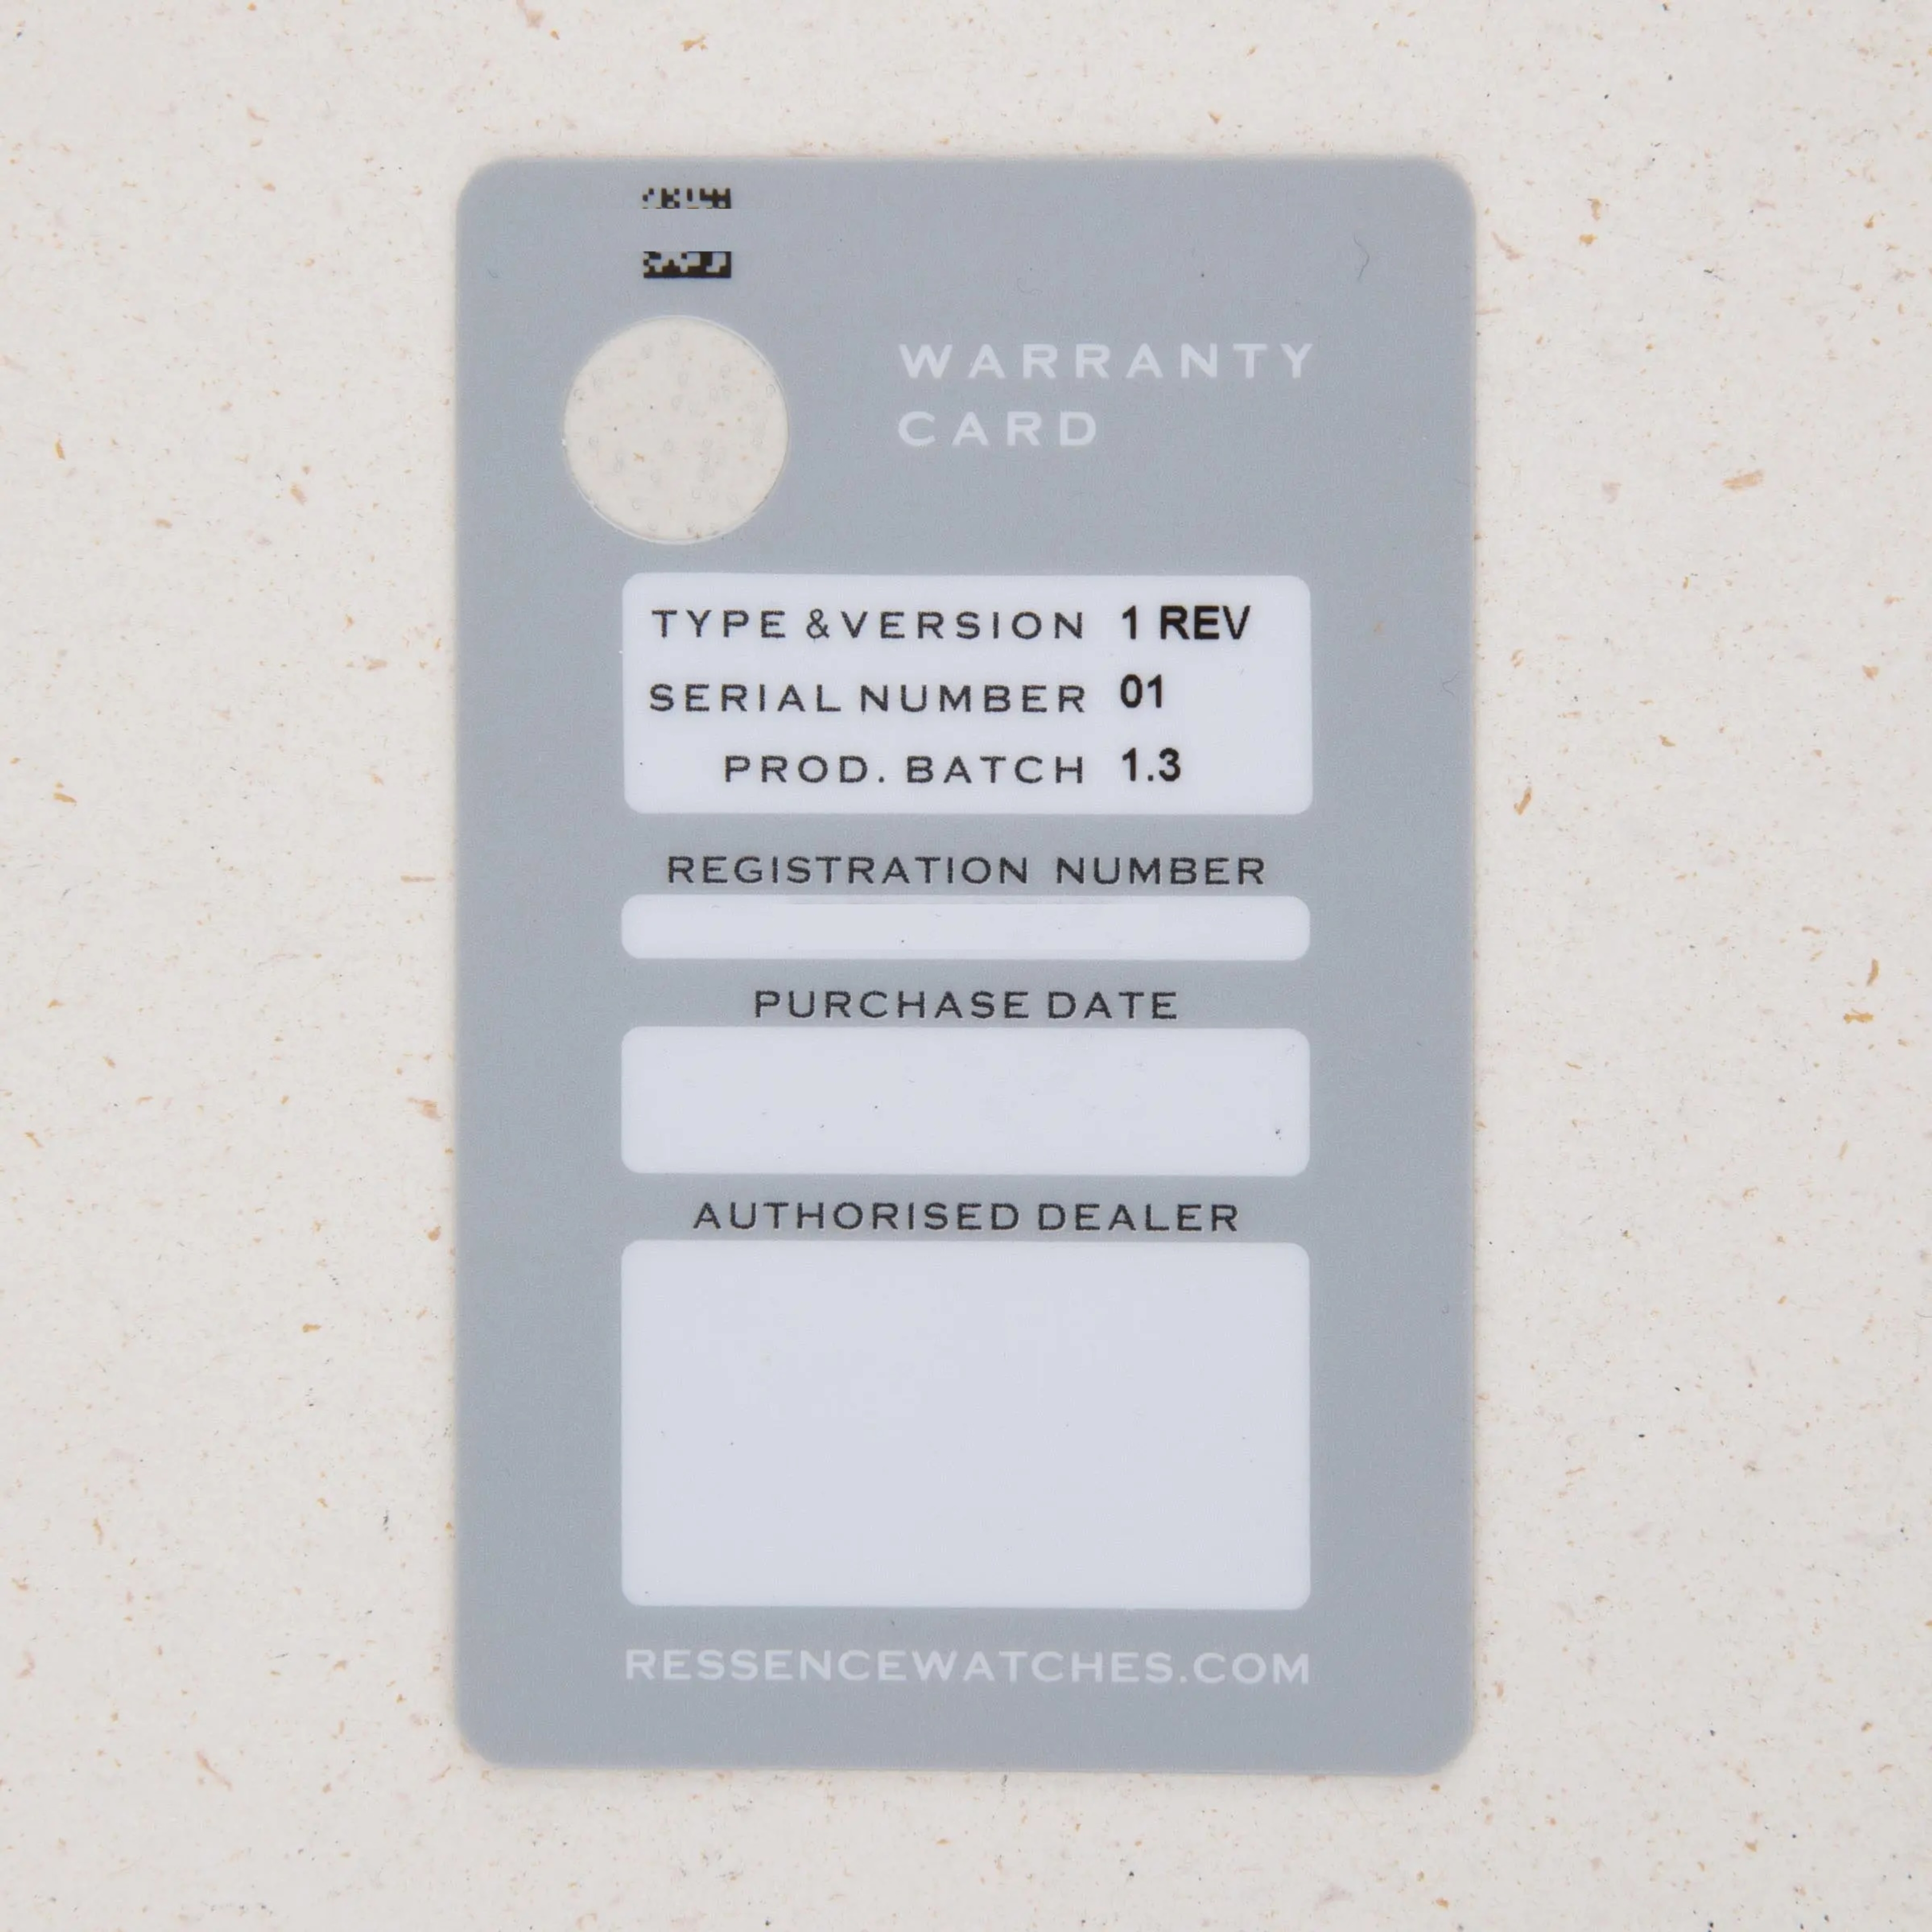 WARRANTY
CARD
TYPE & VERSION 1 REV
SERIAL NUMBER 01
PROD. BATCH 1.3
REGISTRATION NUMBER
PURCHASE DATE
AUTHORISED DEALER
RESSENCEWATCHES.COM